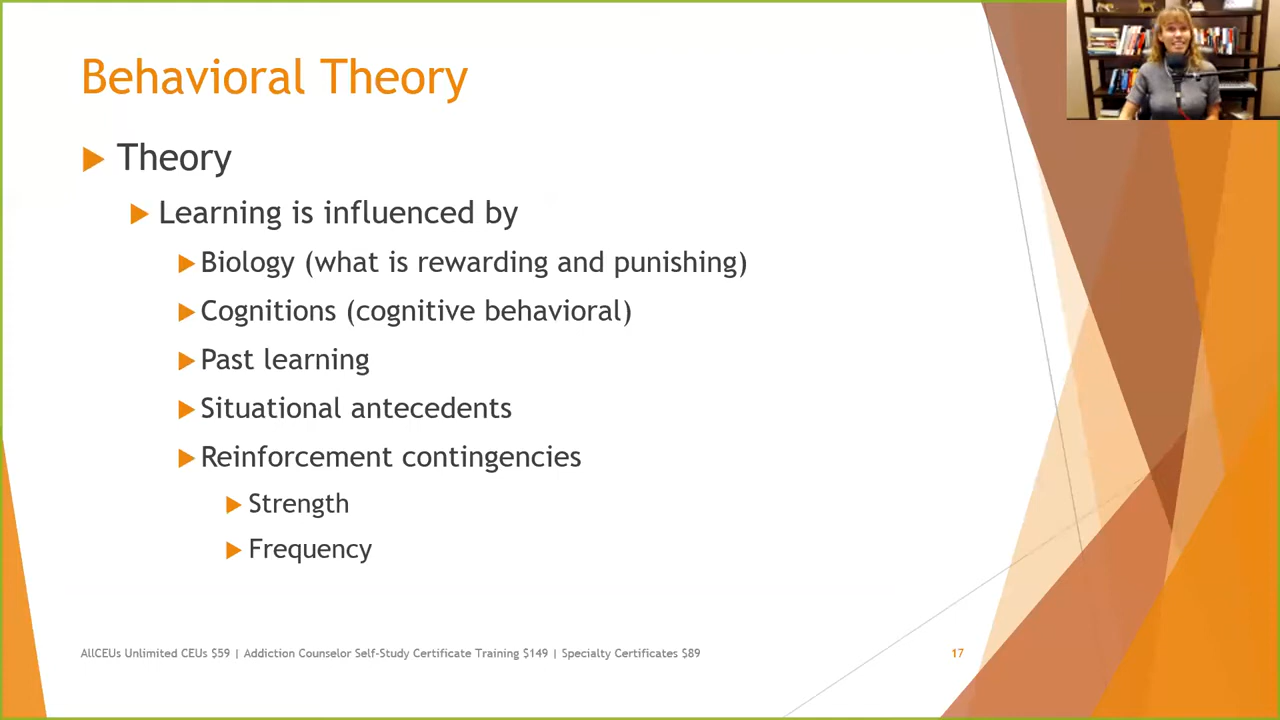 Behavioral Theory
Theory
Learning is influenced by
Biology (what is rewarding and punishing)
Cognitions (cognitive behavioral)
Past learning
Situational antecedents
Reinforcement contingencies
Strength
Frequency
AllCEUs Unlimited CEUs $59 | Addiction Counselor Self-Study Certificate Training $149 | Specialty Certificates $89
17